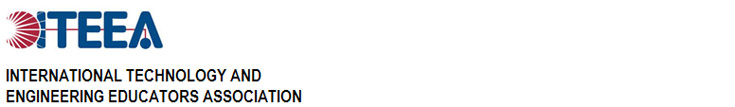 ITEEA
INTERNATIONAL TECHNOLOGY AND
ENGINEERING EDUCATORS ASSOCIATION